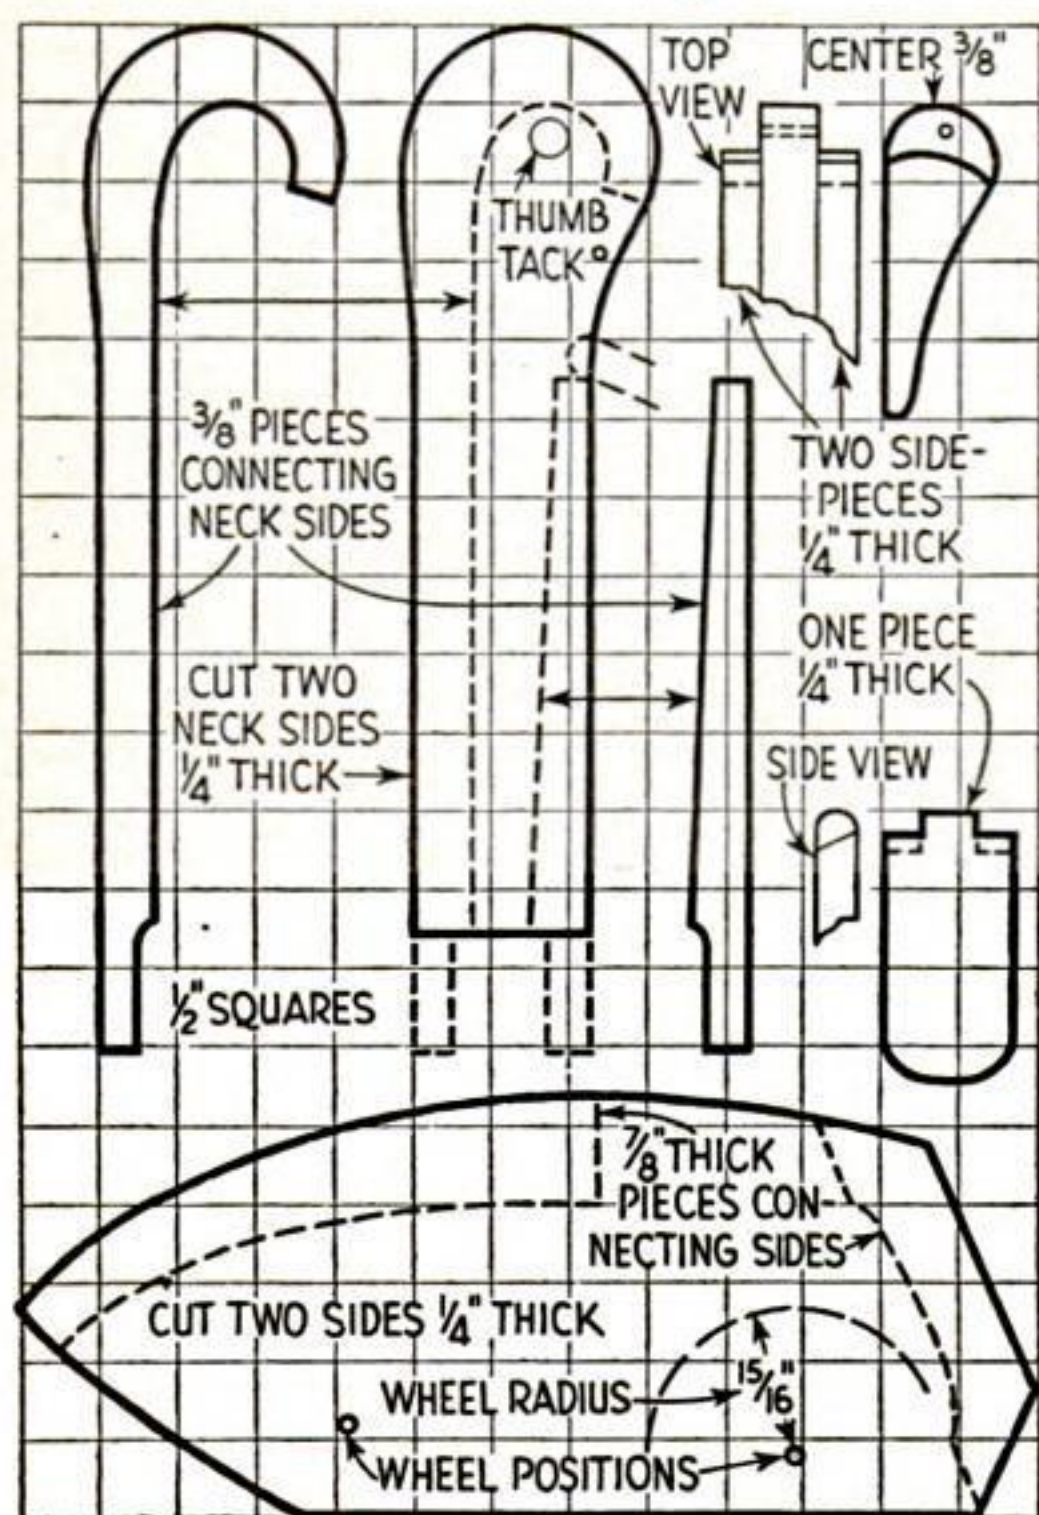 TOP
VIEW
CENTER 3/8"
THUMB
TACK
3/8" PIECES
CONNECTING
NECK SIDES
TWO SIDE-
PIECES
1/4" THICK
CUT TWO
NECK SIDES
1/4" THICK
ONE PIECE
1/4" THICK
SIDE VIEW
1/2" SQUARES
7/8" THICK
PIECES CON-
NECTING SIDES
CUT TWO SIDES 1/4" THICK
WHEEL RADIUS
15/16"
WHEEL POSITIONS